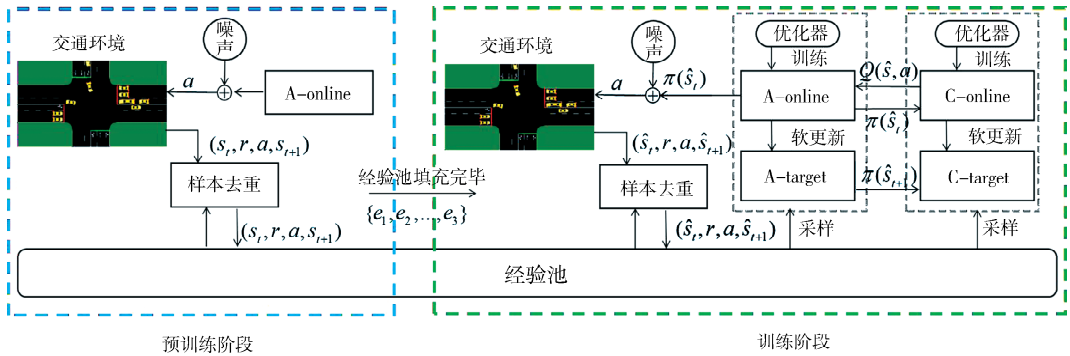 交通环境
噪声
a
A-online
(s_t, r, a, s_{t+1})
样本去重
(s_t, r, a, s_{t+1})
经验池填充完毕
{e_1, e_2, ..., e_3}
交通环境
噪声
a
π(ŝ_t)
优化器
训练
A-online
Q(ŝ, a)
π(ŝ_t)
优化器
训练
C-online
(ŝ_t, r, a, ŝ_{t+1})
样本去重
(ŝ_t, r, a, ŝ_{t+1})
软更新
A-target
π(ŝ_{t+1})
软更新
C-target
采样
采样
经验池
预训练阶段
训练阶段